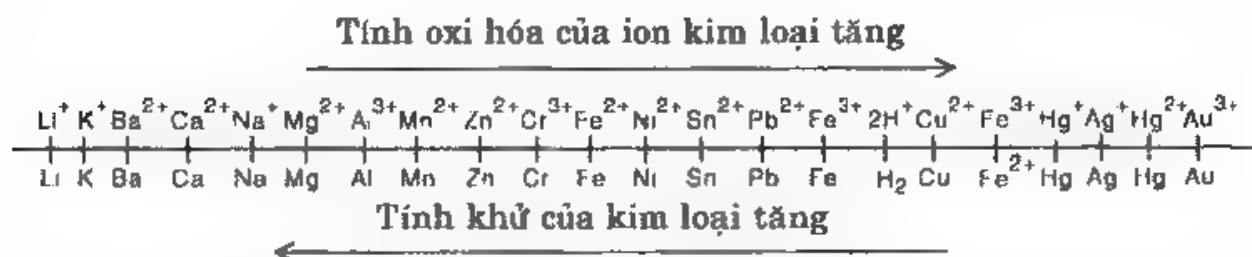 Tính oxi hóa của ion kim loại tăng
Li⁺ K⁺ Ba²⁺ Ca²⁺ Na⁺ Mg²⁺ Al³⁺ Mn²⁺ Zn²⁺ Cr³⁺ Fe²⁺ Ni²⁺ Sn²⁺ Pb²⁺ Fe³⁺ 2H⁺ Cu²⁺ Fe³⁺ Hg⁺ Ag⁺ Hg²⁺ Au³⁺
Li K Ba Ca Na Mg Al Mn Zn Cr Fe Ni Sn Pb Fe H₂ Cu Fe²⁺ Hg Ag Hg Au
Tính khử của kim loại tăng